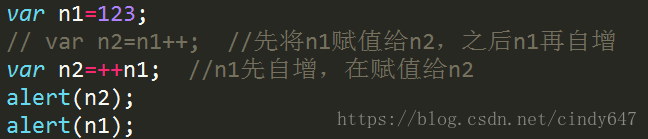 var n1=123;
// var n2=n1++;  //先将n1赋值给n2，之后n1再自增
var n2=++n1;  //n1先自增，在赋值给n2
alert(n2);
alert(n1);
https://blog.csdn.net/cindy647